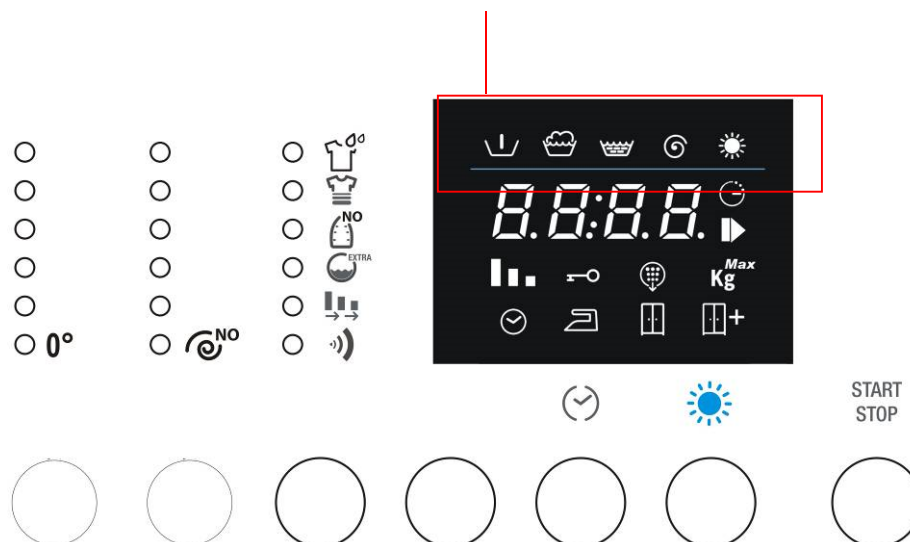 NO
EXTRA
0°
NO
8.8:8.8.
Max
Kg
+
START
STOP